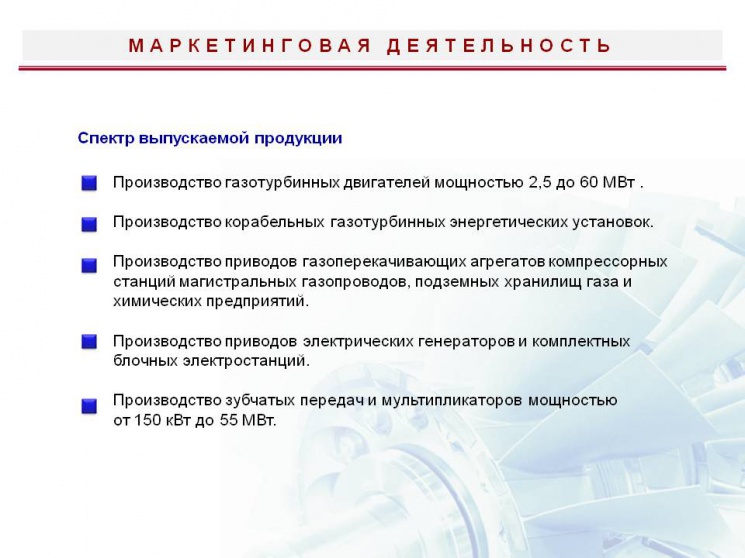 МАРКЕТИНГОВАЯ ДЕЯТЕЛЬНОСТЬ
Спектр выпускаемой продукции
Производство газотурбинных двигателей мощностью 2,5 до 60 МВт .
Производство корабельных газотурбинных энергетических установок.
Производство приводов газоперекачивающих агрегатов компрессорных
станций магистральных газопроводов, подземных хранилищ газа и
химических предприятий.
Производство приводов электрических генераторов и комплектных
блочных электростанций.
Производство зубчатых передач и мультипликаторов мощностью
от 150 кВт до 55 МВт.